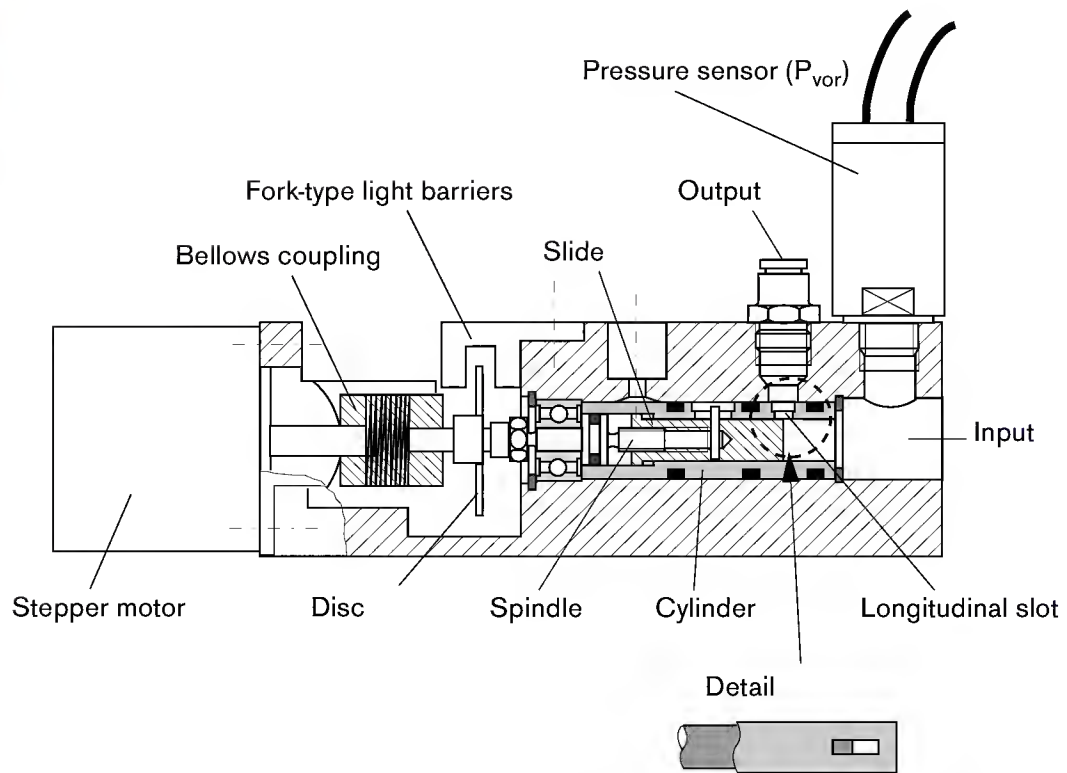 Pressure sensor (Pvor)
Fork-type light barriers
Output
Bellows coupling
Slide
Input
Stepper motor
Disc
Spindle
Cylinder
Longitudinal slot
Detail